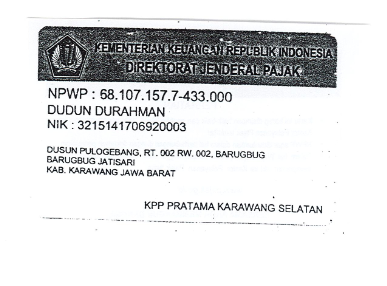 KEMENTERIAN KEUANGAN REPUBLIK INDONESIA
DIREKTORAT JENDERAL PAJAK
NPWP : 68.107.157.7-433.000
DUDUN DURAHMAN
NIK : 3215141706920003
DUSUN PULOGEBANG, RT. 002 RW. 002, BARUGBUG
BARUGBUG JATISARI
KAB. KARAWANG JAWA BARAT
KPP PRATAMA KARAWANG SELATAN